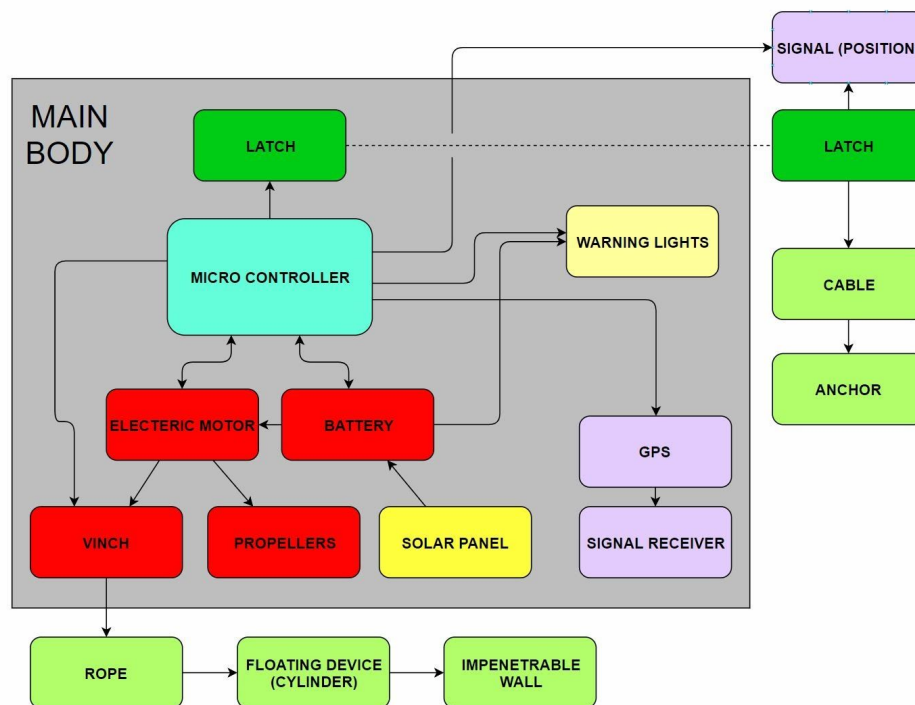 SIGNAL (POSITION
MAIN
BODY
LATCH
LATCH
WARNING LIGHTS
MICRO CONTROLLER
CABLE
ANCHOR
ELECTERIC MOTOR
BATTERY
GPS
VINCH
PROPELLERS
SOLAR PANEL
SIGNAL RECEIVER
ROPE
FLOATING DEVICE
(CYLINDER)
IMPENETRABLE
WALL